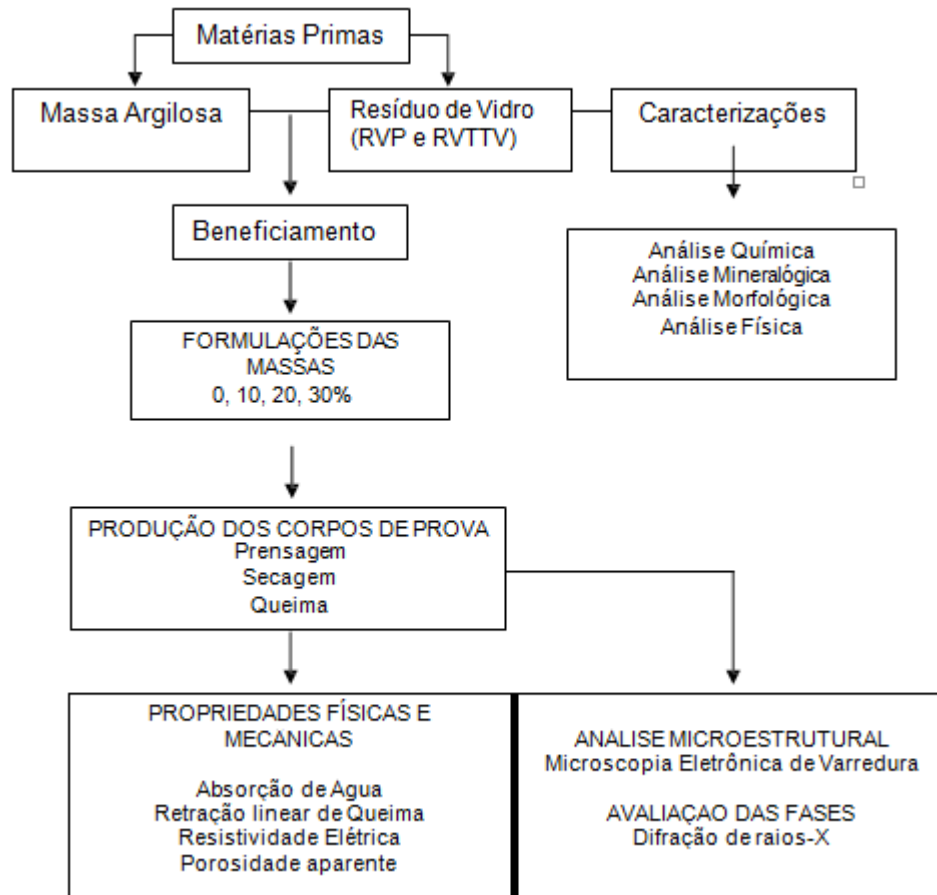 Matérias Primas
Massa Argilosa
Resíduo de Vidro
(RVP e RVTTV)
Caracterizações
Beneficiamento
Análise Química
Análise Mineralógica
Análise Morfológica
Análise Física
FORMULAÇÕES DAS
MASSAS
0, 10, 20, 30%
PRODUÇÃO DOS CORPOS DE PROVA
Prensagem
Secagem
Queima
PROPRIEDADES FÍSICAS E
MECANICAS
Absorção de Agua
Retração linear de Queima
Resistividade Elétrica
Porosidade aparente
ANALISE MICROESTRUTURAL
Microscopia Eletrônica de Varredura
AVALIAÇAO DAS FASES
Difração de raios-X